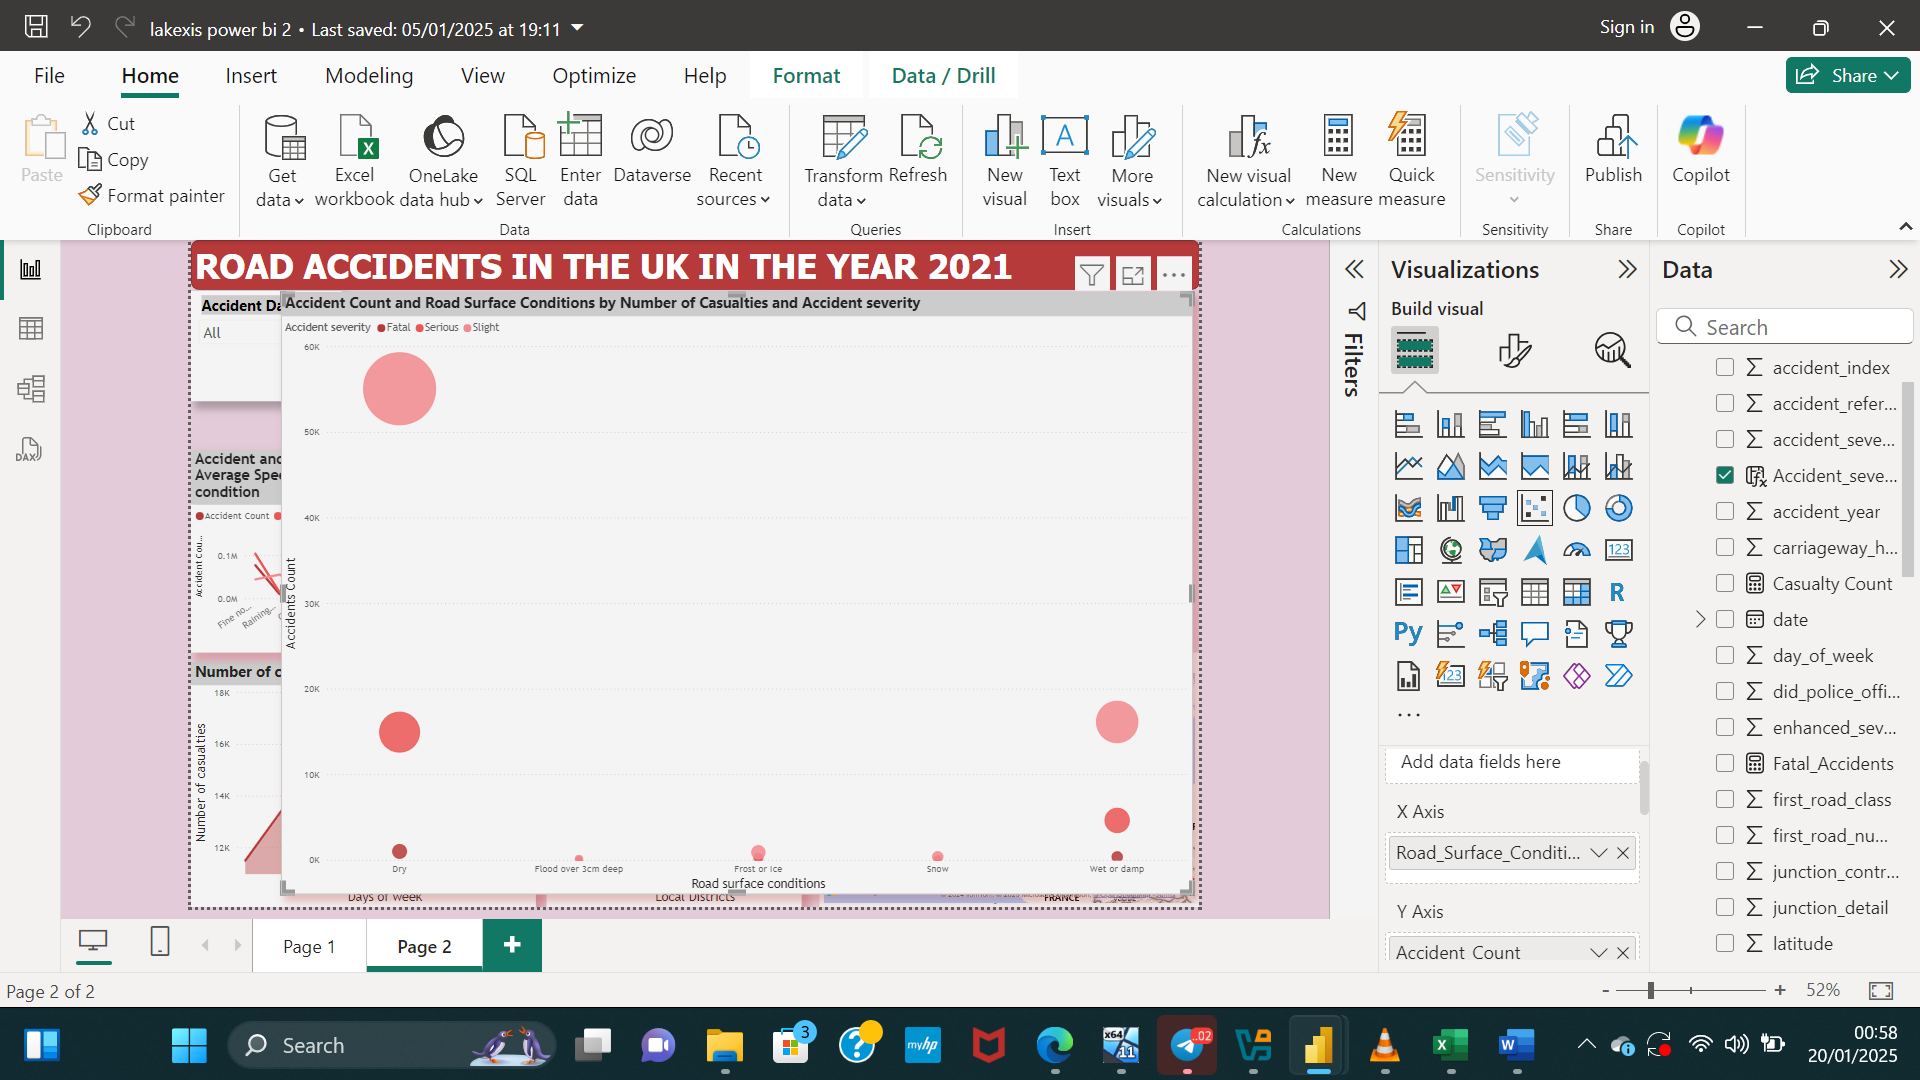 lakexis power bi 2 • Last saved: 05/01/2025 at 19:11
Sign in
File
Home
Insert
Modeling
View
Optimize
Help
Format
Data / Drill
Share
Paste
Cut
Copy
Format painter
Clipboard
Get data
Excel workbook
OneLake data hub
SQL Server
Enter data
Dataverse
Recent sources
Data
Transform data
Refresh
Queries
New visual
Text box
More visuals
Insert
New visual calculation
New measure
Quick measure
Calculations
Sensitivity
Sensitivity
Publish
Share
Copilot
Copilot
DAX
ROAD ACCIDENTS IN THE UK IN THE YEAR 2021
Accident Da
All
Accident and
Average Spee
condition
Accident Count
Accident Cou...
0.1M
0.0M
Fine no...
Raining...
Number of c
18K
16K
14K
12K
Number of casualties
Days of week
Local Districts
FRANCE
Accident Count and Road Surface Conditions by Number of Casualties and Accident severity
Accident severity Fatal Serious Slight
60K
50K
40K
30K
20K
10K
0K
Accidents Count
Dry
Flood over 3cm deep
Frost or ice
Snow
Wet or damp
Road surface conditions
Filters
Visualizations
Build visual
123
R
Py
123
...
Add data fields here
X Axis
Road_Surface_Conditi...
Y Axis
Accident Count
Data
Search
accident_index
accident_refer...
accident_seve...
Accident_seve...
accident_year
carriageway_h...
Casualty Count
date
day_of_week
did_police_offi...
enhanced_sev...
Fatal_Accidents
first_road_class
first_road_nu...
junction_contr...
junction_detail
latitude
Page 1
Page 2
Page 2 of 2
- + 52%
Search
3
myhp
x64
11
..02
00:58
20/01/2025